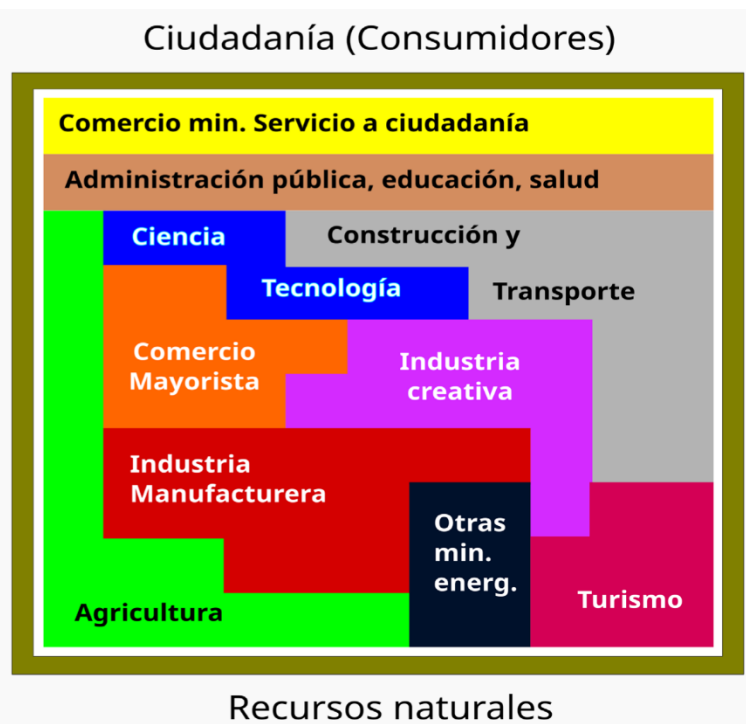 Ciudadanía (Consumidores)
Comercio min. Servicio a ciudadanía
Administración pública, educación, salud
Ciencia
Construcción y
Tecnología
Transporte
Comercio
Mayorista
Industria
creativa
Industria
Manufacturera
Otras
min.
energ.
Agricultura
Turismo
Recursos naturales